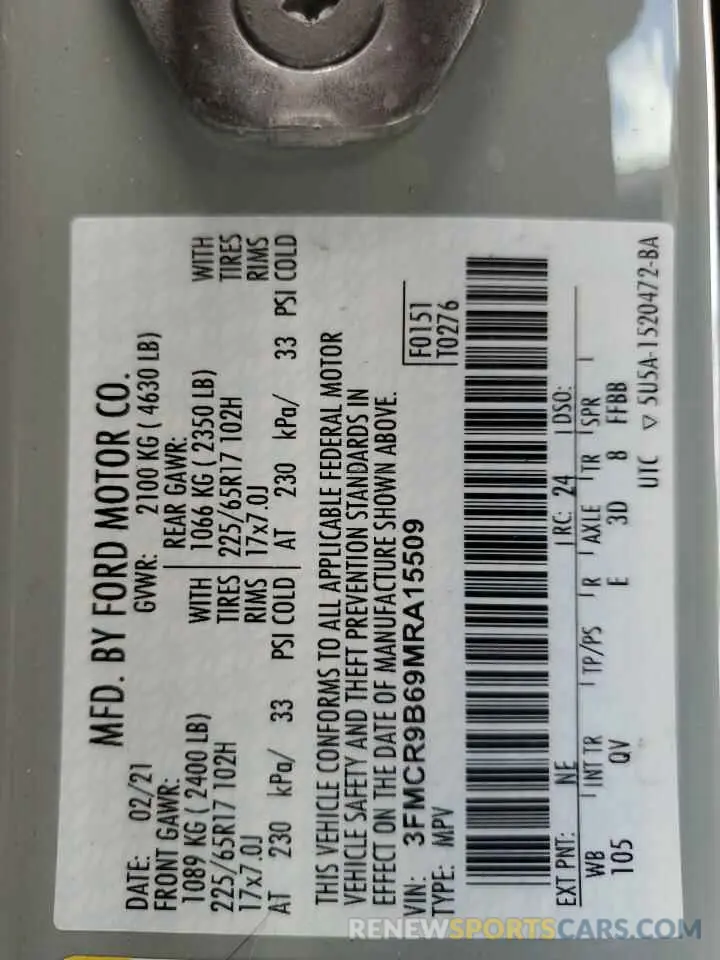 MFD. BY FORD MOTOR CO.
DATE: 02/21 GVWR: 2100 KG ( 4630 LB)
FRONT GAWR: REAR GAWR:
1089 KG ( 2400 LB) WITH 1066 KG ( 2350 LB) WITH
225/65R17 102H TIRES 225/65R17 102H TIRES
17x7.0J RIMS 17x7.0J RIMS
AT 230 kPa/ 33 PSI COLD AT 230 kPa/ 33 PSI COLD
THIS VEHICLE CONFORMS TO ALL APPLICABLE FEDERAL MOTOR
VEHICLE SAFETY AND THEFT PREVENTION STANDARDS IN
EFFECT ON THE DATE OF MANUFACTURE SHOWN ABOVE.
VIN: 3FMCR9B69MRA15509 F0151
TYPE: MPV T0276
EXT PNT: NE RC: 24 DSO:
WB INT TR TP/PS R AXLE TR SPR
105 QV E 3D 8 FFBB
UTC ▽ 5U5A-1520472-BA
RENEWSPORTSCARS.COM